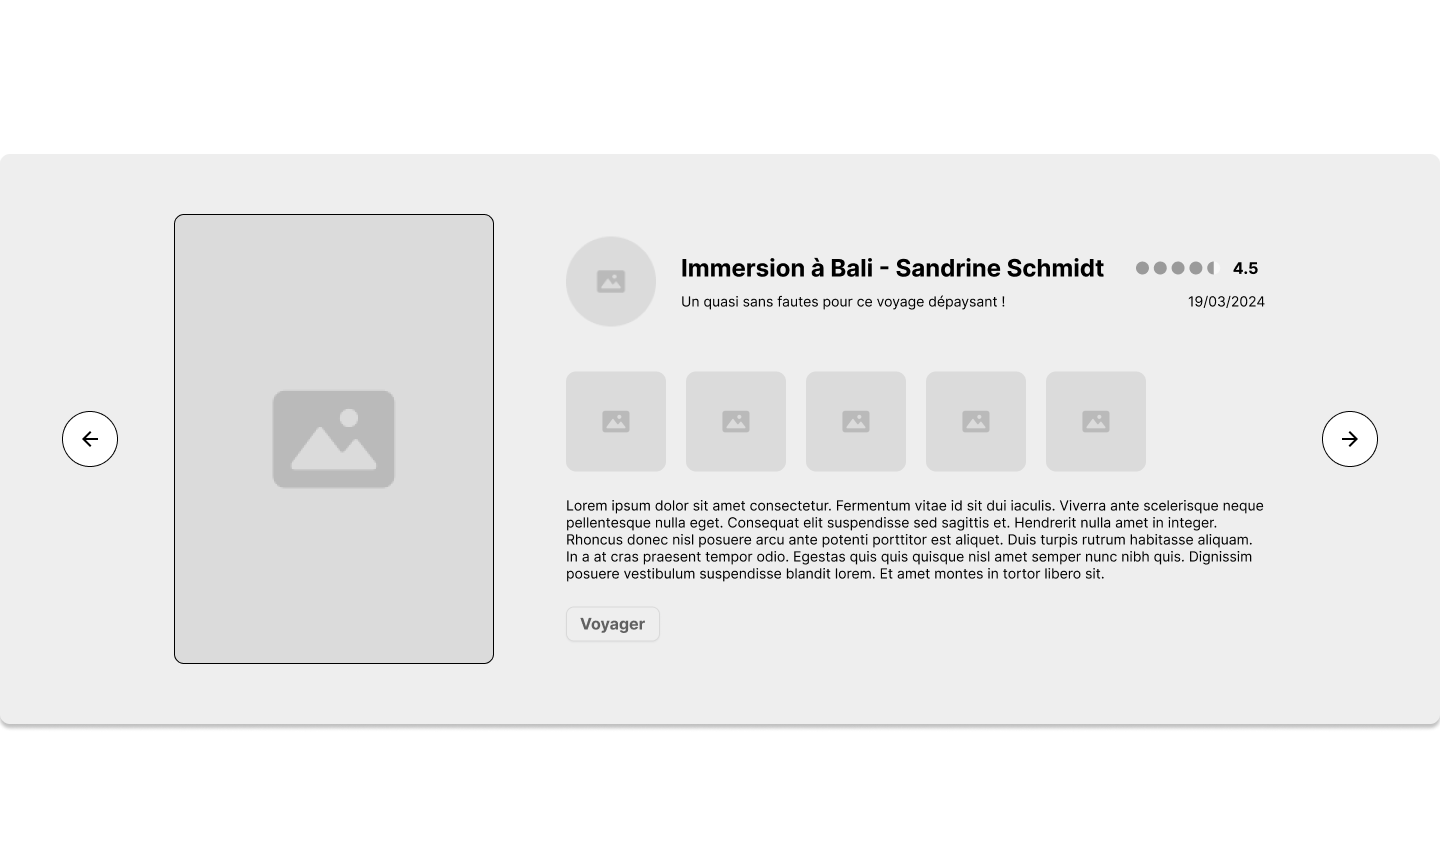 Immersion à Bali - Sandrine Schmidt
4.5
Un quasi sans fautes pour ce voyage dépaysant !
19/03/2024
Lorem ipsum dolor sit amet consectetur. Fermentum vitae id sit dui iaculis. Viverra ante scelerisque neque
pellentesque nulla eget. Consequat elit suspendisse sed sagittis et. Hendrerit nulla amet in integer.
Rhoncus donec nisl posuere arcu ante potenti porttitor est aliquet. Duis turpis rutrum habitasse aliquam.
In a at cras praesent tempor odio. Egestas quis quis quisque nisl amet semper nunc nibh quis. Dignissim
posuere vestibulum suspendisse blandit lorem. Et amet montes in tortor libero sit.
Voyager